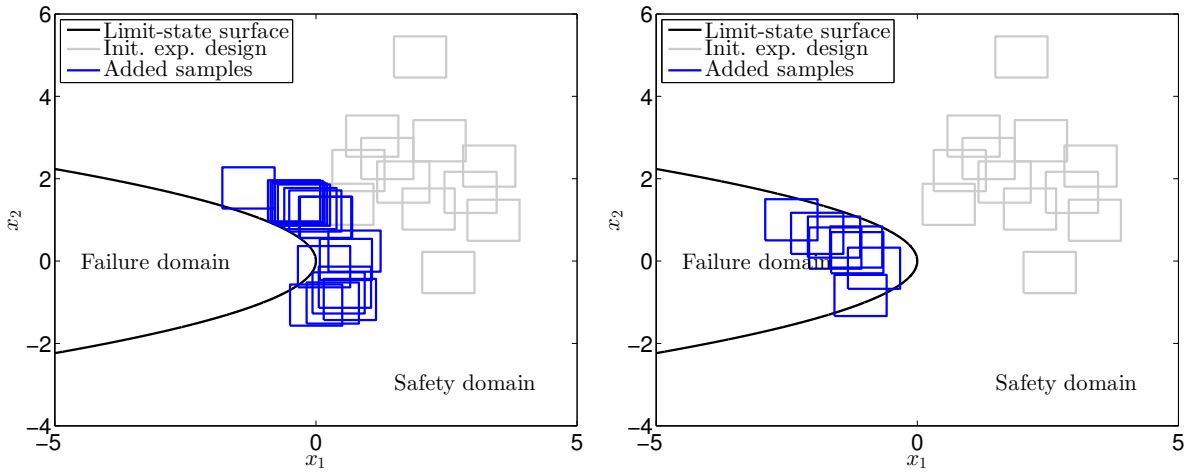 6
4
2
0
−2
−4
−5
0
5
x1
x2
Limit-state surface
Init. exp. design
Added samples
Failure domain
Safety domain
6
4
2
0
−2
−4
−5
0
5
x1
x2
Limit-state surface
Init. exp. design
Added samples
Failure domain
Safety domain